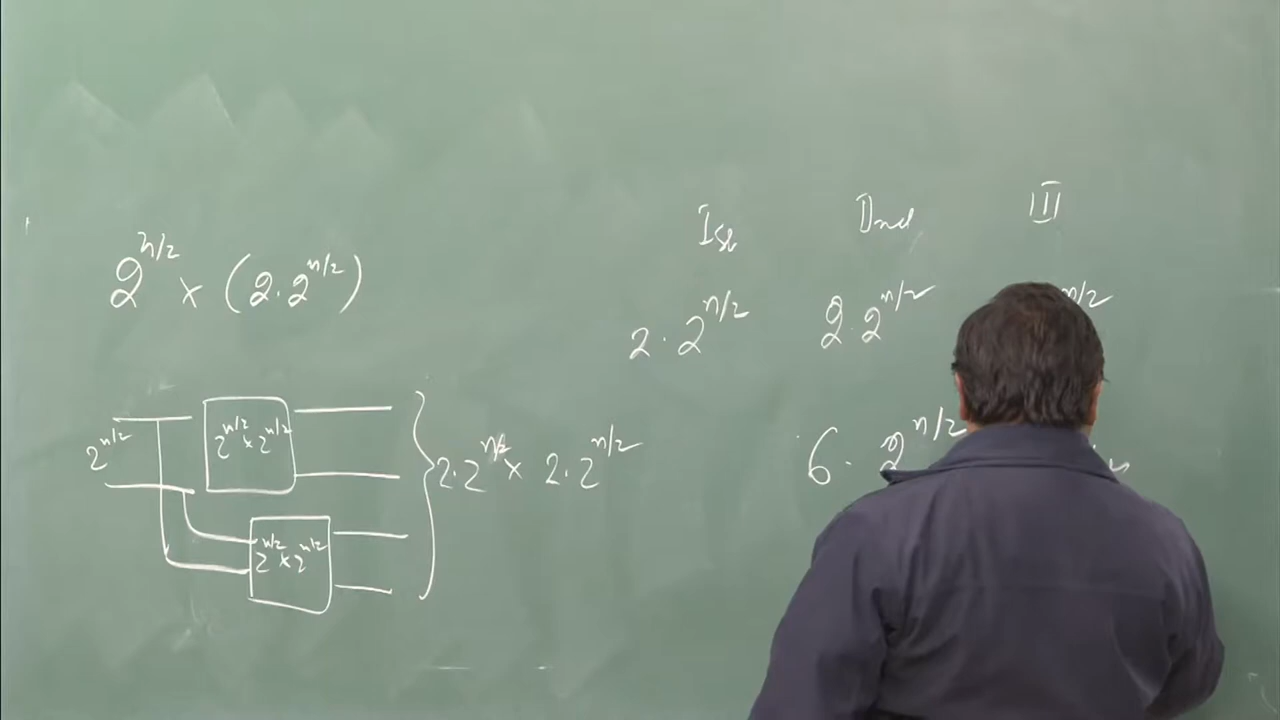 Ist IInd III
2^{n/2} × (2.2^{n/2})
2.2^{n/2} 2.2^{n/2} n/2
2^{n/2} 2^{n/2} × 2^{n/2} 2.2^{n/2} × 2.2^{n/2} 6.2^{n/2}
2^{n/2} × 2^{n/2}